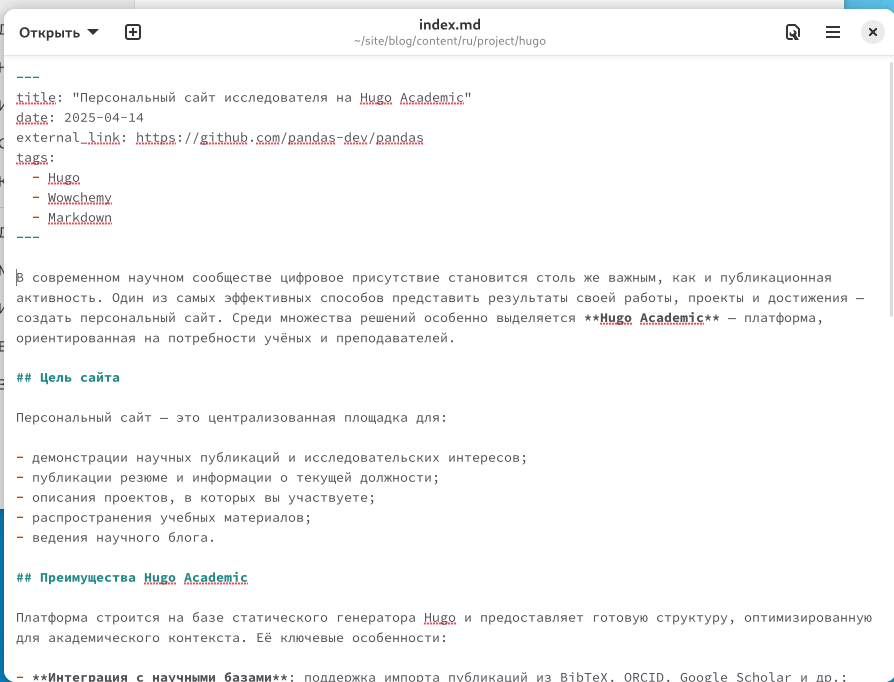 Открыть
index.md
~/site/blog/content/ru/project/hugo
---
title: "Персональный сайт исследователя на Hugo Academic"
date: 2025-04-14
external_link: https://github.com/pandas-dev/pandas
tags:
  - Hugo
  - Wowchemy
  - Markdown
---
В современном научном сообществе цифровое присутствие становится столь же важным, как и публикационная
активность. Один из самых эффективных способов представить результаты своей работы, проекты и достижения —
создать персональный сайт. Среди множества решений особенно выделяется **Hugo Academic** — платформа,
ориентированная на потребности учёных и преподавателей.
## Цель сайта
Персональный сайт — это централизованная площадка для:
- демонстрации научных публикаций и исследовательских интересов;
- публикации резюме и информации о текущей должности;
- описания проектов, в которых вы участвуете;
- распространения учебных материалов;
- ведения научного блога.
## Преимущества Hugo Academic
Платформа строится на базе статического генератора Hugo и предоставляет готовую структуру, оптимизированную
для академического контекста. Её ключевые особенности:
- **Интеграция с научными базами**: поддержка импорта публикаций из BibTeX, ORCID, Google Scholar и др.;